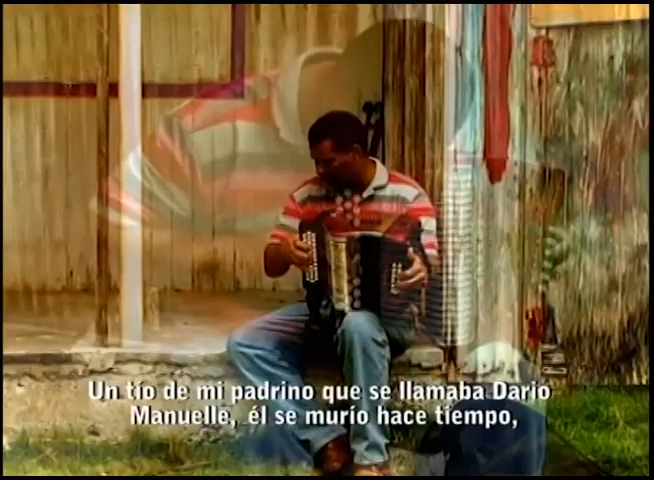 Un tío de mi padrino que se llamaba Dario
Manuelle, él se murío hace tiempo,